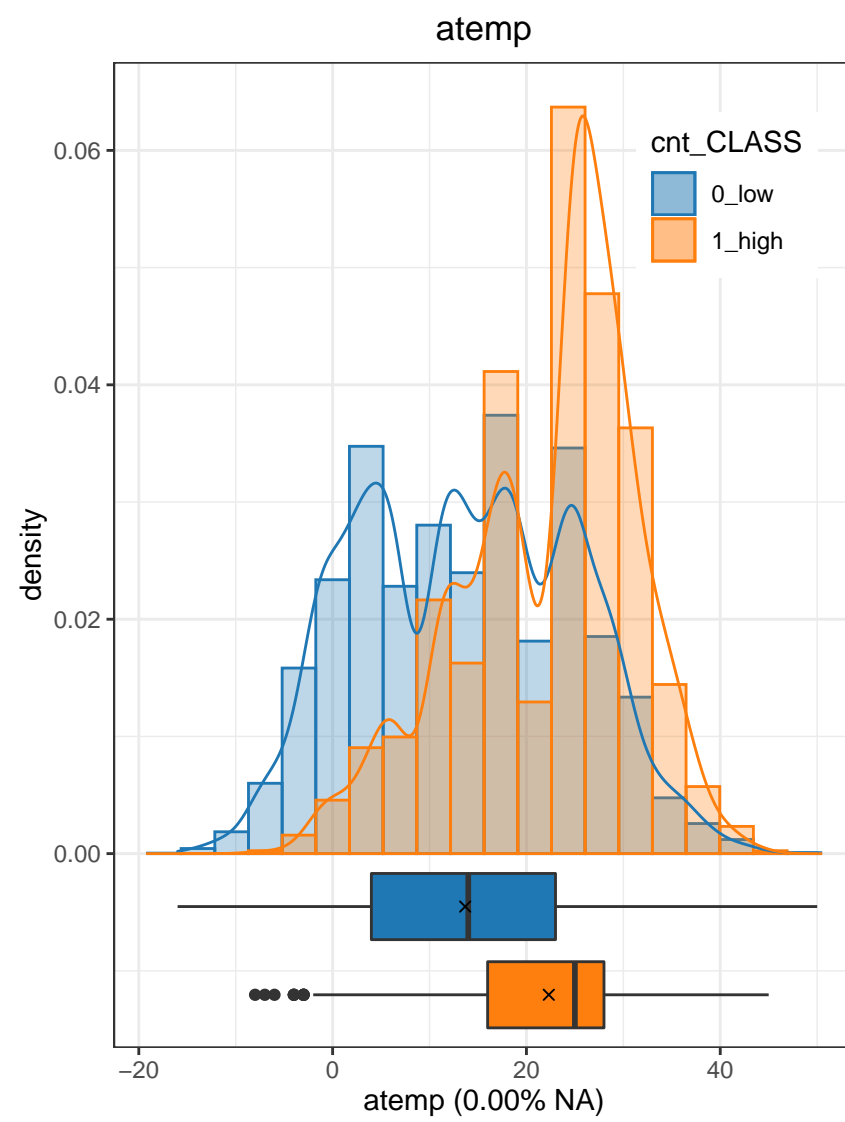 atemp
cnt_CLASS
0_low
1_high
0.06
0.04
0.02
0.00
density
−20
0
20
40
atemp (0.00% NA)